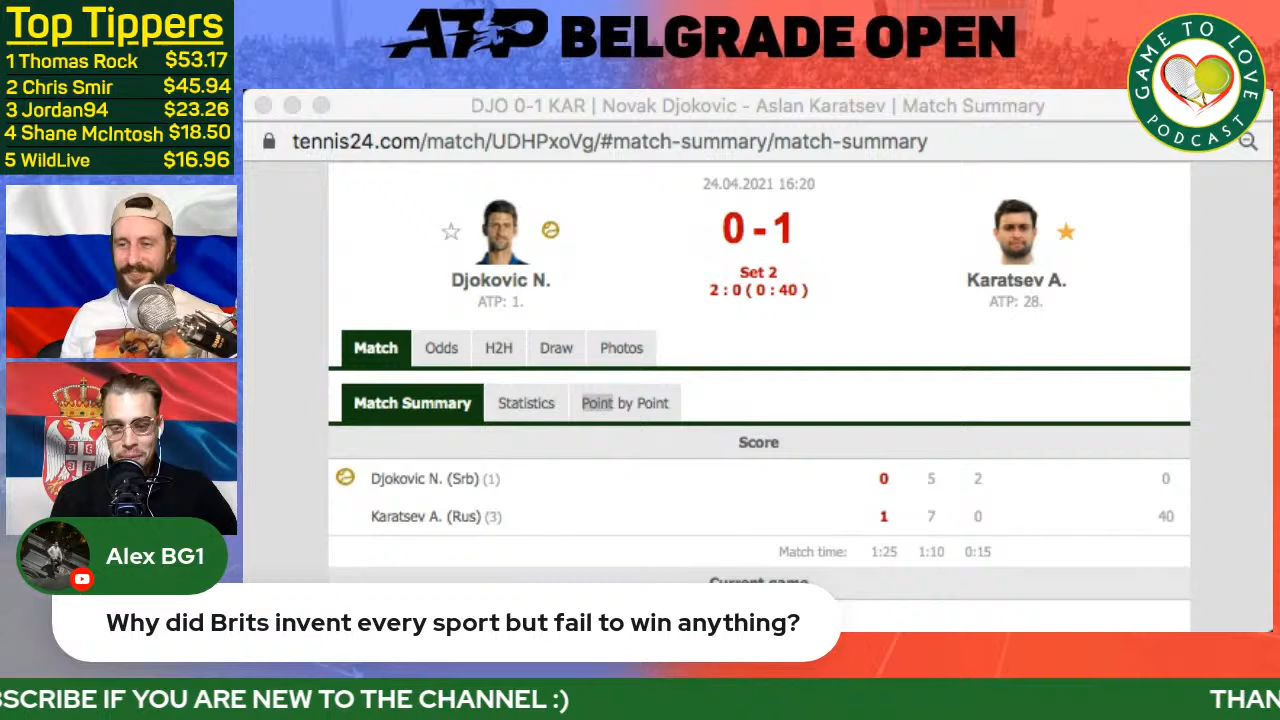 Top Tippers
1 Thomas Rock $53.17
2 Chris Smir $45.94
3 Jordan94 $23.26
4 Shane McIntosh $18.50
5 WildLive $16.96
ATP BELGRADE OPEN
GAME TO LOVE
PODCAST
DJO 0-1 KAR | Novak Djokovic - Aslan Karatsev | Match Summary
tennis24.com/match/UDHPxoVg/#match-summary/match-summary
24.04.2021 16:20
0 - 1
Set 2
2 : 0 ( 0 : 40 )
Djokovic N.
ATP: 1.
Karatsev A.
ATP: 28.
Match Odds H2H Draw Photos
Match Summary Statistics Point by Point
Score
Djokovic N. (Srb) (1) 0 5 2 0
Karatsev A. (Rus) (3) 1 7 0 40
Match time: 1:25 1:10 0:15
Current game
Alex BG1
Why did Brits invent every sport but fail to win anything?
BSCRIBE IF YOU ARE NEW TO THE CHANNEL :) THAN